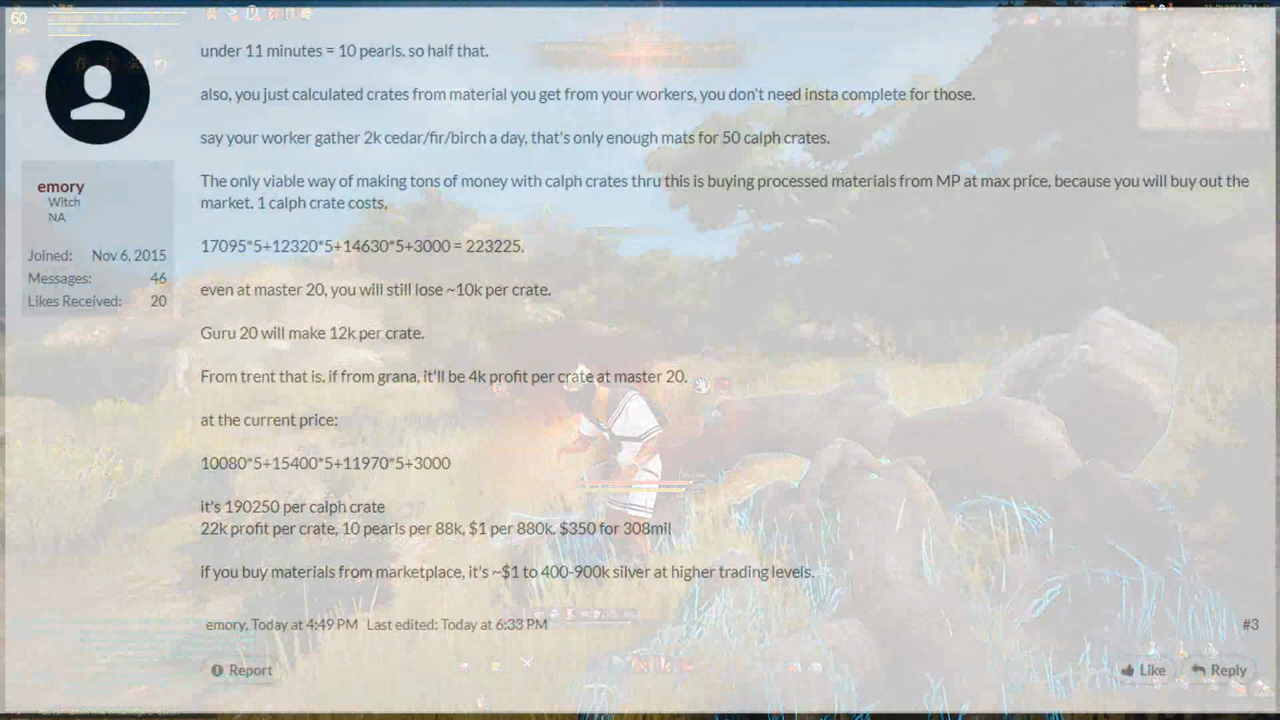 60
under 11 minutes = 10 pearls, so half that.
also, you just calculated crates from material you get from your workers, you don't need insta complete for those.
say your worker gather 2k cedar/fir/birch a day, that's only enough mats for 50 calph crates.
emory
Witch
NA
Joined: Nov 6, 2015
Messages: 46
Likes Received: 20
The only viable way of making tons of money with calph crates thru this is buying processed materials from MP at max price, because you will buy out the
market. 1 calph crate costs,
17095*5+12320*5+14630*5+3000 = 223225.
even at master 20, you will still lose ~10k per crate.
Guru 20 will make 12k per crate.
From trent that is. if from grana, it'll be 4k profit per crate at master 20.
at the current price:
10080*5+15400*5+11970*5+3000
it's 190250 per calph crate
22k profit per crate, 10 pearls per 88k, $1 per 880k. $350 for 308mil
if you buy materials from marketplace, it's ~$1 to 400-900k silver at higher trading levels.
emory, Today at 4:49 PM Last edited: Today at 6:33 PM #3
Report Like Reply